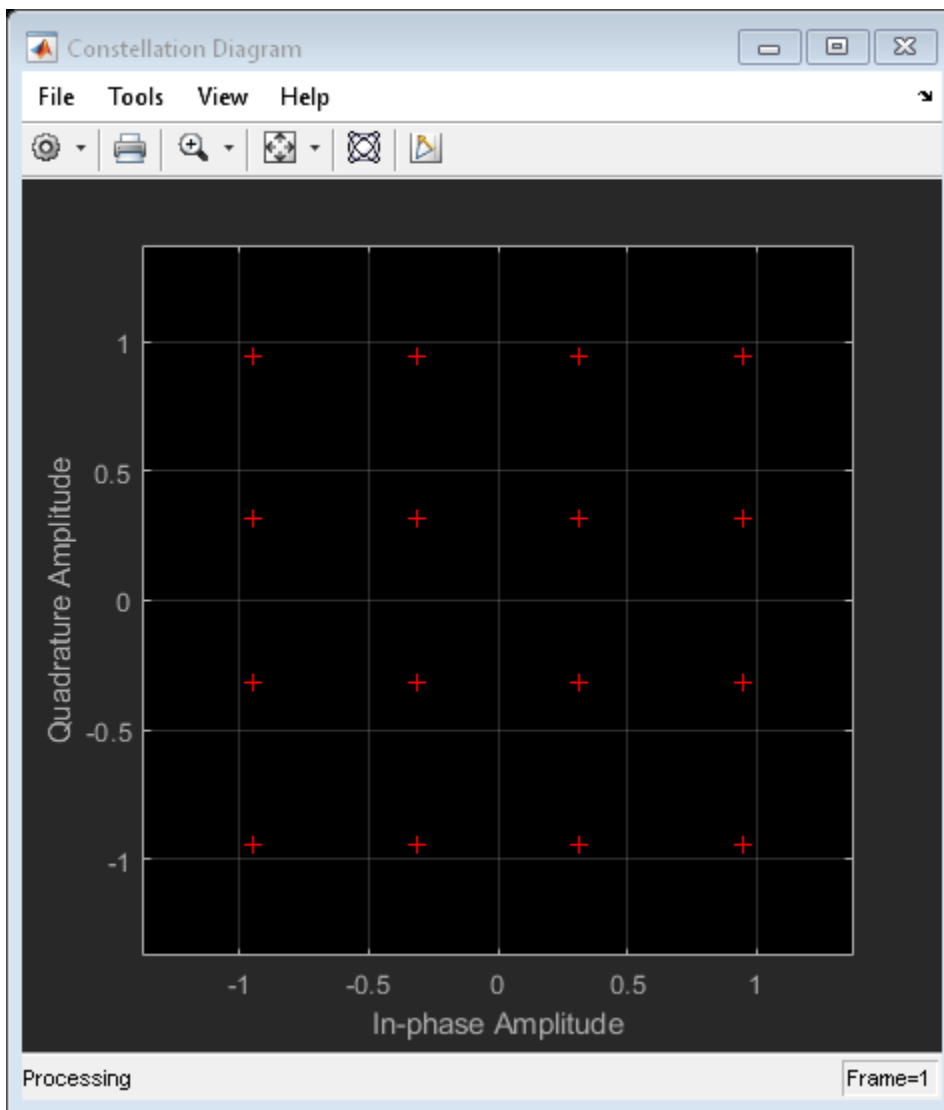 Constellation Diagram
File Tools View Help
1
0.5
0
-0.5
-1
Quadrature Amplitude
-1 -0.5 0 0.5 1
In-phase Amplitude
Processing Frame=1